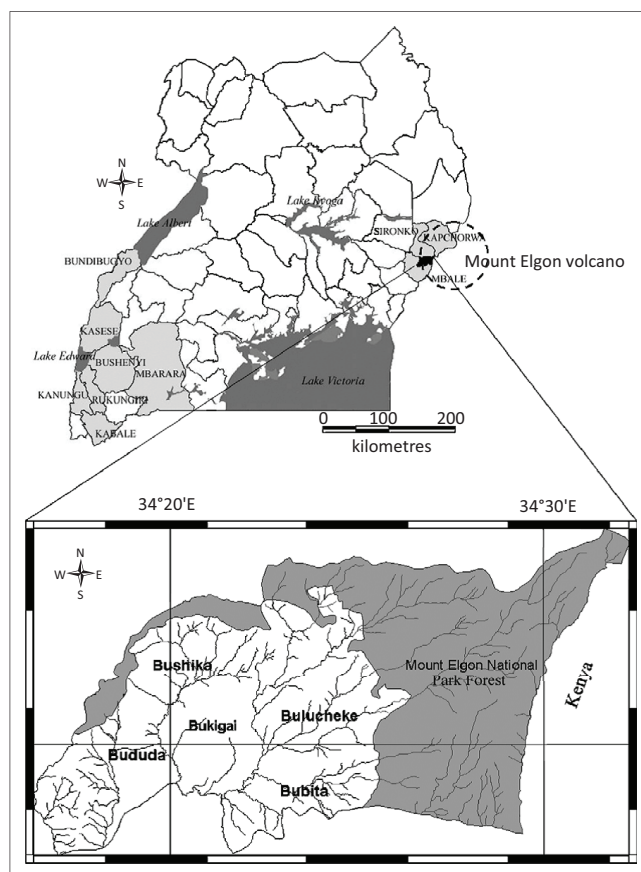 N
W E
S
Lake Albert
Lake Kyoga
SIRONKO
KAPCHORWA
Mount Elgon volcano
MBALE
BUNDIBUGYO
KASESE
Lake Edward
BUSHENYI
MBARARA
Lake Victoria
KANUNGU
RUKUNGIRI
KABALE
0 100 200
kilometres
34°20'E
34°30'E
N
W E
S
Bushika
Mount Elgon National
Park Forest
Kenya
Bukigai
Bulucheke
Bududa
Bubita